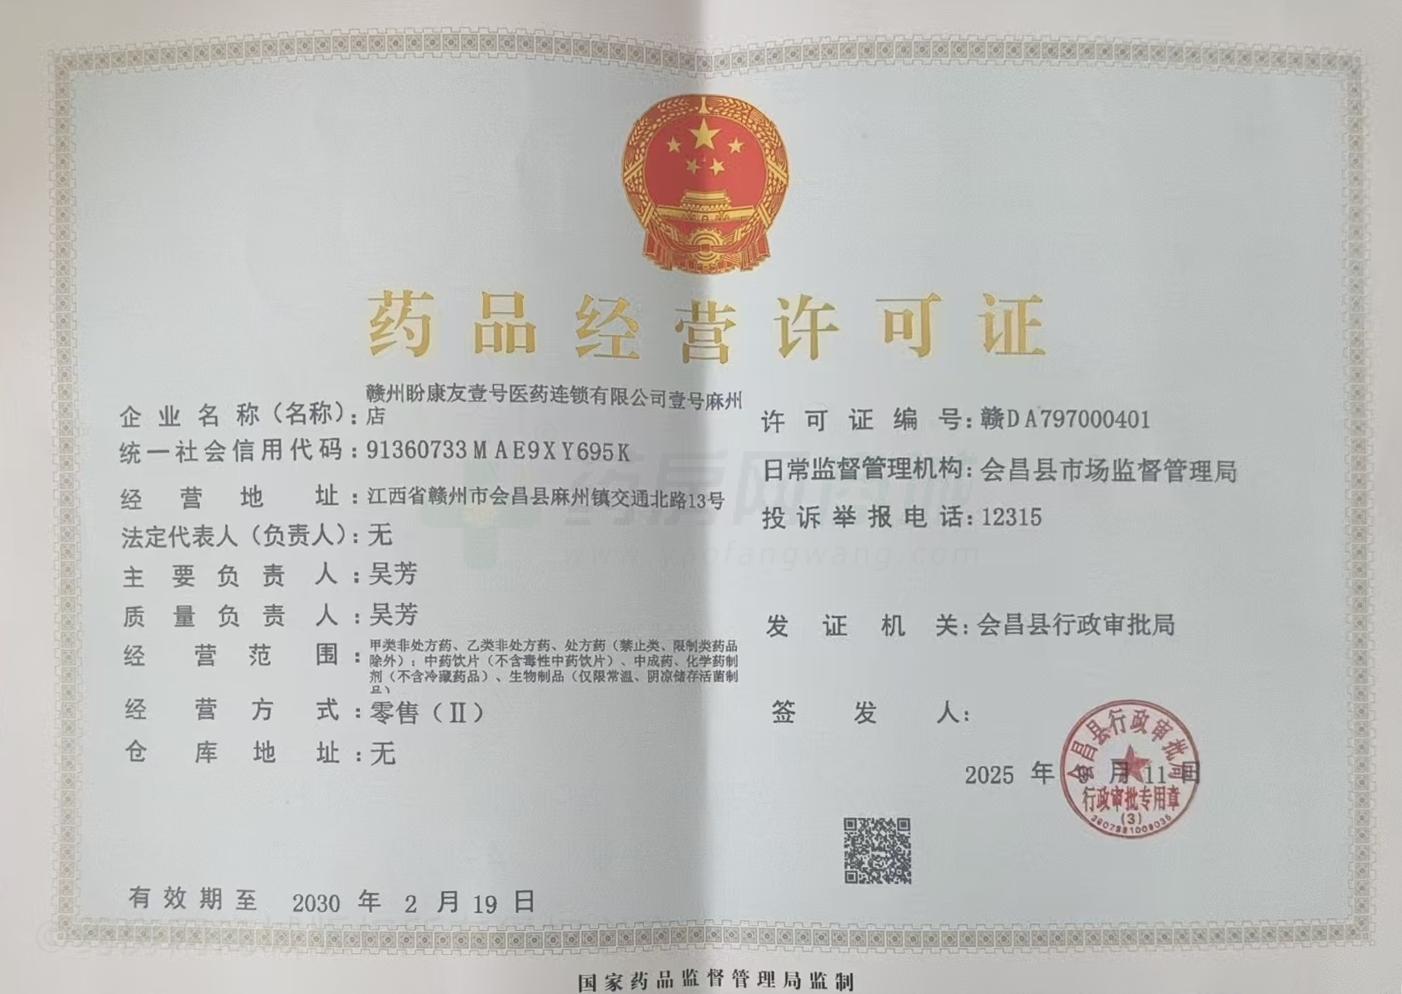 药品经营许可证
企业名称（名称）：赣州盼康友壹号医药连锁有限公司壹号麻州
店
统一社会信用代码：91360733MAE9XY695K
经营地址：江西省赣州市会昌县麻州镇交通北路13号
法定代表人（负责人）：无
主要负责人：吴芳
质量负责人：吴芳
经营范围：甲类非处方药、乙类非处方药、处方药（禁止类、限制类药品
除外）；中药饮片（不含毒性中药饮片）、中成药、化学药制
剂（不含冷藏药品）、生物制品（仅限常温、阴凉储存活菌制
品）
经营方式：零售（Ⅱ）
仓库地址：无
有效期至 2030 年 2 月 19 日
许可证编号：赣DA797000401
日常监督管理机构：会昌县市场监督管理局
投诉举报电话：12315
发证机关：会昌县行政审批局
签发人：
2025 年 月 11 日
会昌县行政审批局
行政审批专用章
(3)
国家药品监督管理局监制
药房网商城
www.yaofangwang.com